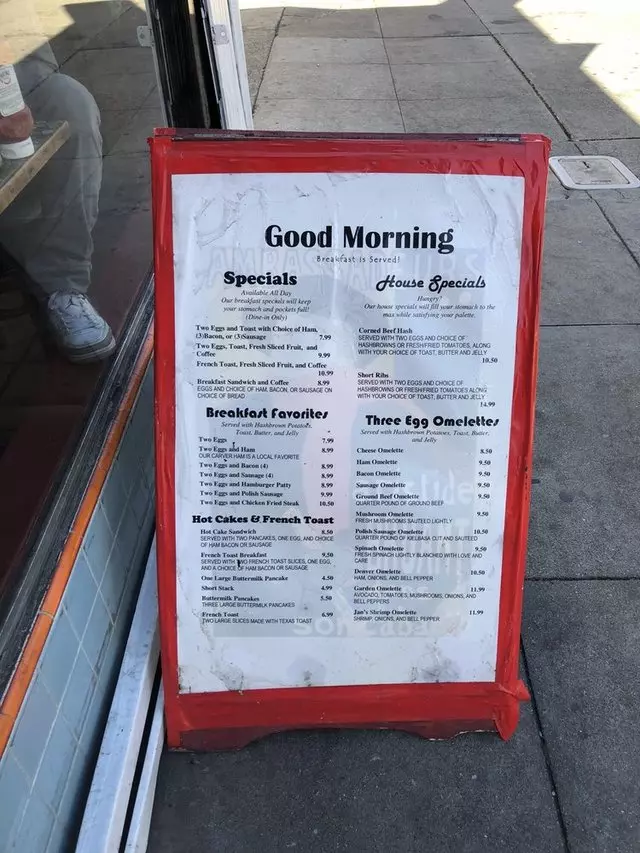 Good Morning
Breakfast is Served!
Specials
Available All Day
Our breakfast specials will keep
your stomach and pockets full!
(Dine-in Only)
Two Eggs and Toast with Choice of Ham,
(3)Bacon, or (3)Sausage 7.99
Two Eggs, Toast, Fresh Sliced Fruit, and
Coffee 9.99
French Toast, Fresh Sliced Fruit, and Coffee
10.99
Breakfast Sandwich and Coffee 8.99
EGGS AND CHOICE OF HAM, BACON, OR SAUSAGE ON
CHOICE OF BREAD
Breakfast Favorites
Served with Hashbrown Potatoes,
Toast, Butter, and Jelly
Two Eggs 7.99
Two Eggs and Ham 8.99
OUR CARVER HAM IS A LOCAL FAVORITE
Two Eggs and Bacon (4) 8.99
Two Eggs and Sausage (4) 8.99
Two Eggs and Hamburger Patty 8.99
Two Eggs and Polish Sausage 9.99
Two Eggs and Chicken Fried Steak 10.50
Hot Cakes & French Toast
Hot Cake Sandwich 8.50
SERVED WITH TWO PANCAKES, ONE EGG, AND CHOICE
OF HAM BACON OR SAUSAGE
French Toast Breakfast 9.50
SERVED WITH TWO FRENCH TOAST SLICES, ONE EGG,
AND A CHOICE OF HAM BACON OR SAUSAGE
One Large Buttermilk Pancake 4.50
Short Stack 4.99
Buttermilk Pancakes 5.50
THREE LARGE BUTTERMILK PANCAKES
French Toast 6.99
TWO LARGE SLICES MADE WITH TEXAS TOAST
House Specials
Hungry?
Our house specials will fill your stomach to the
max while satisfying your palette.
Corned Beef Hash
SERVED WITH TWO EGGS AND CHOICE OF
HASHBROWNS OR FRESH/FRIED TOMATOES, ALONG
WITH YOUR CHOICE OF TOAST, BUTTER AND JELLY
10.50
Short Ribs
SERVED WITH TWO EGGS AND CHOICE OF
HASHBROWNS OR FRESH/FRIED TOMATOES ALONG
WITH YOUR CHOICE OF TOAST, BUTTER AND JELLY
14.99
Three Egg Omelettes
Served with Hashbrown Potatoes, Toast, Butter,
and Jelly
Cheese Omelette 8.50
Ham Omelette 9.50
Bacon Omelette 9.50
Sausage Omelette 9.50
Ground Beef Omelette 9.50
QUARTER POUND OF GROUND BEEF
Mushroom Omelette 9.50
FRESH MUSHROOMS SAUTEED LIGHTLY
Polish Sausage Omelette 10.50
QUARTER POUND OF KIELBASA CUT AND SAUTEED
Spinach Omelette 9.50
FRESH SPINACH LIGHTLY BLANCHED WITH LOVE AND
CARE
Denver Omelette 10.50
HAM, ONIONS, AND BELL PEPPER
Garden Omelette 11.99
AVOCADO, TOMATOES, MUSHROOMS, ONIONS, AND
BELL PEPPERS
Jan's Shrimp Omelette 11.99
SHRIMP, ONIONS, AND BELL PEPPER